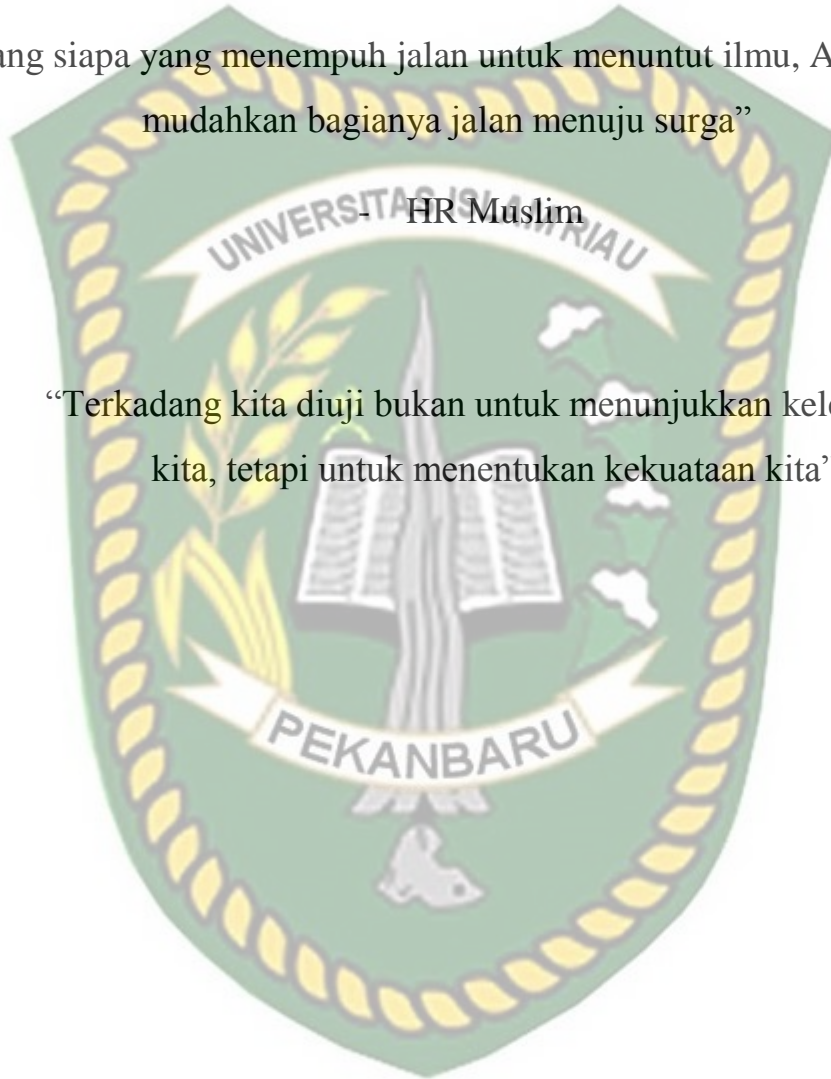 ang siapa yang menempuh jalan untuk menuntut ilmu, A
mudahkan bagianya jalan menuju surga”
- HR Muslim
UNIVERSITAS ISLAM RIAU
“Terkadang kita diuji bukan untuk menunjukkan kele
kita, tetapi untuk menentukan kekuataan kita”
PEKANBARU